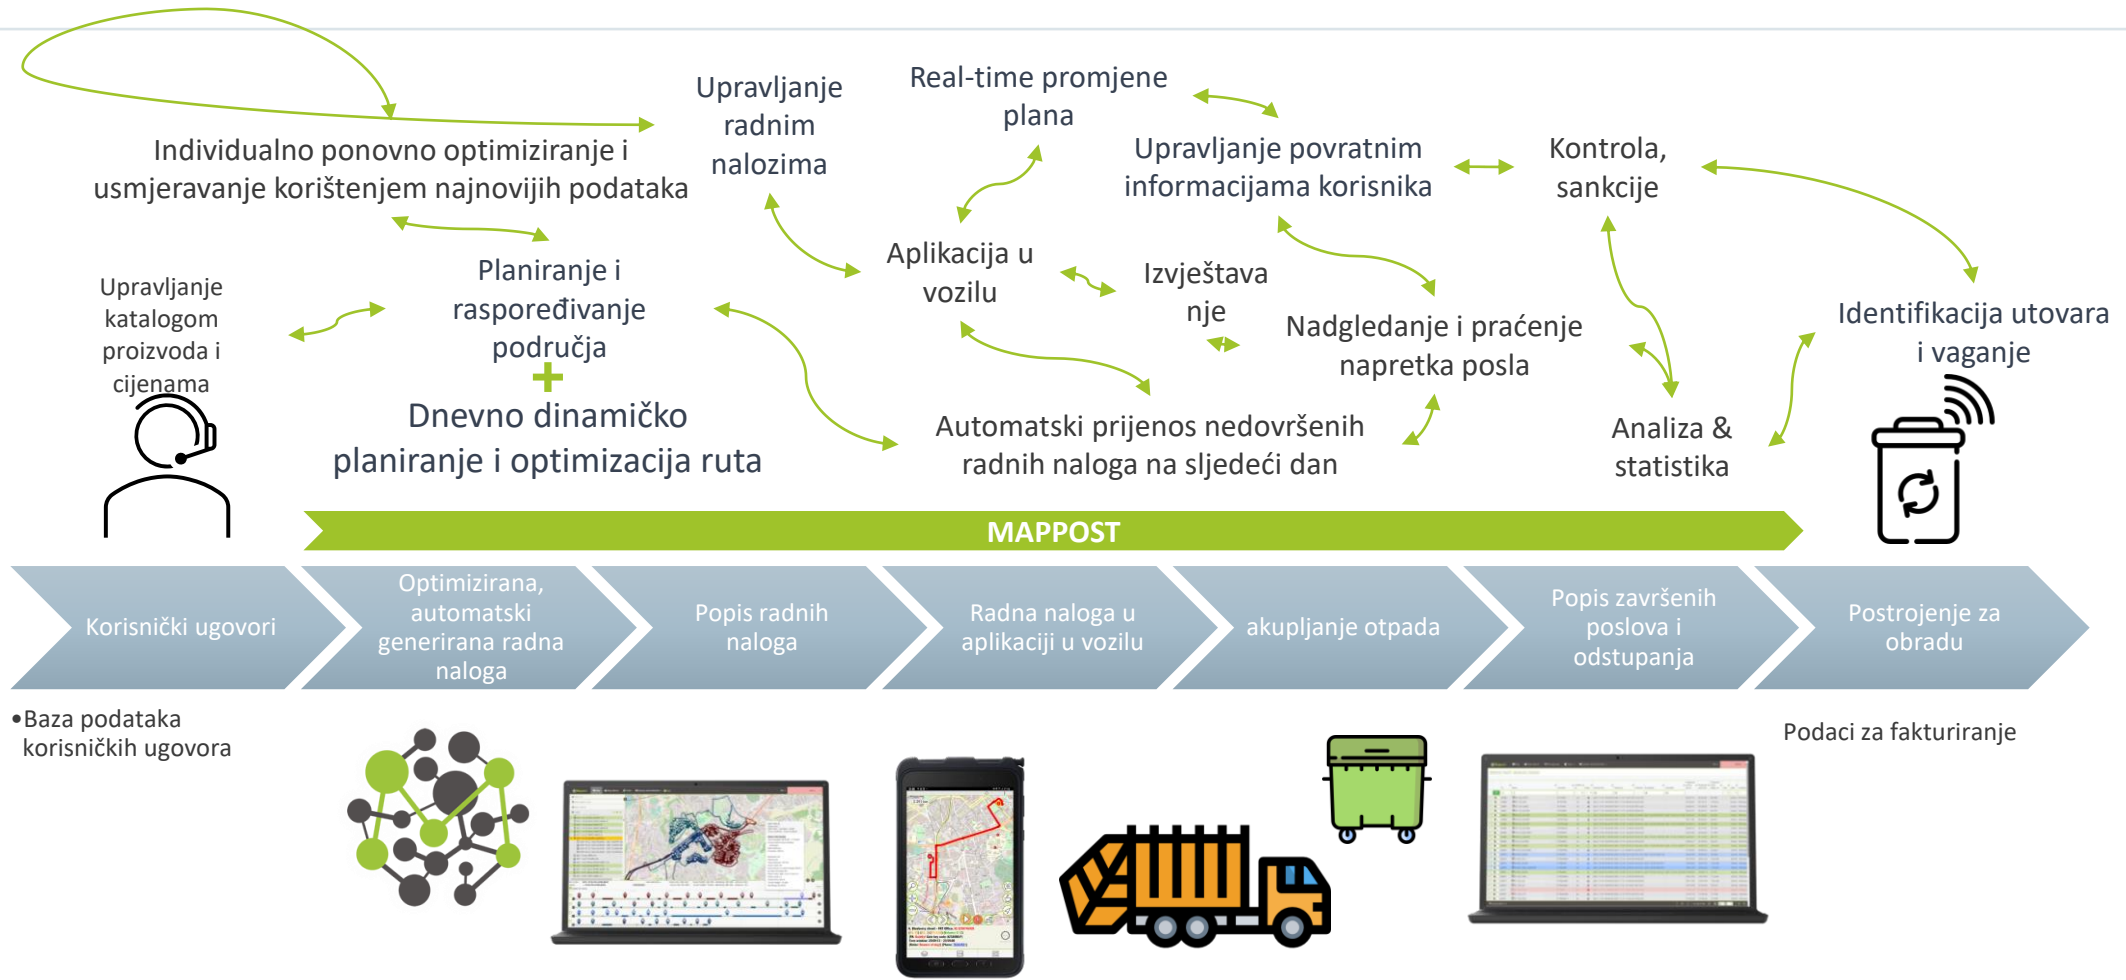 Upravljanje
radnim
nalozima
Real-time promjene
plana
Individualno ponovno optimiziranje i
usmjeravanje korištenjem najnovijih podataka
Upravljanje povratnim
informacijama korisnika
Kontrola,
sankcije
Upravljanje
katalogom
proizvoda i
cijenama
Planiranje i
raspoređivanje
područja
Dnevno dinamičko
planiranje i optimizacija ruta
Aplikacija u
vozilu
Izvještava
nje
Nadgledanje i praćenje
napretka posla
Identifikacija utovara
i vaganje
Automatski prijenos nedovršenih
radnih naloga na sljedeći dan
Analiza &
statistika
MAPPOST
Korisnički ugovori
Optimizirana,
automatski
generirana radna
naloga
Popis radnih
naloga
Radna naloga u
aplikaciji u vozilu
akupljanje otpada
Popis završenih
poslova i
odstupanja
Postrojenje za
obradu
•Baza podataka
korisničkih ugovora
Podaci za fakturiranje